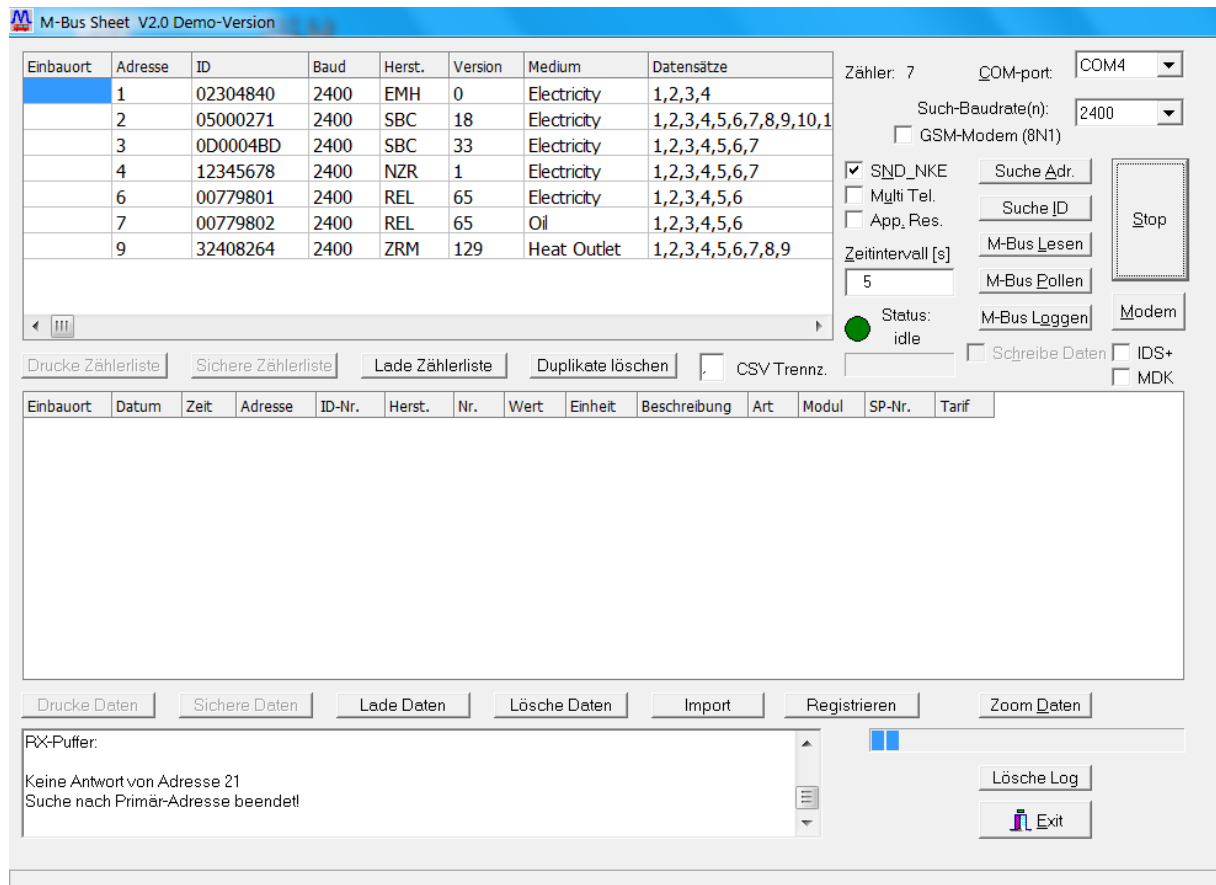 M-Bus Sheet V2.0 Demo-Version
Einbauort Adresse ID Baud Herst. Version Medium Datensätze
1 02304840 2400 EMH 0 Electricity 1,2,3,4
2 05000271 2400 SBC 18 Electricity 1,2,3,4,5,6,7,8,9,10,1
3 0D0004BD 2400 SBC 33 Electricity 1,2,3,4,5,6,7
4 12345678 2400 NZR 1 Electricity 1,2,3,4,5,6,7
6 00779801 2400 REL 65 Electricity 1,2,3,4,5,6
7 00779802 2400 REL 65 Oil 1,2,3,4,5,6
9 32408264 2400 ZRM 129 Heat Outlet 1,2,3,4,5,6,7,8,9
Zähler: 7 COM-port: COM4
Such-Baudrate(n): 2400
GSM-Modem (8N1)
SND_NKE Suche Adr.
Multi Tel. Suche ID Stop
App. Res.
Zeitintervall [s] M-Bus Lesen
5 M-Bus Pollen
Status: M-Bus Loggen Modem
idle
Schreibe Daten IDS+
MDK
Drucke Zählerliste Sichere Zählerliste Lade Zählerliste Duplikate löschen , CSV Trennz.
Einbauort Datum Zeit Adresse ID-Nr. Herst. Nr. Wert Einheit Beschreibung Art Modul SP-Nr. Tarif
Drucke Daten Sichere Daten Lade Daten Lösche Daten Import Registrieren Zoom Daten
RX-Puffer:
Keine Antwort von Adresse 21
Suche nach Primär-Adresse beendet!
Lösche Log
Exit